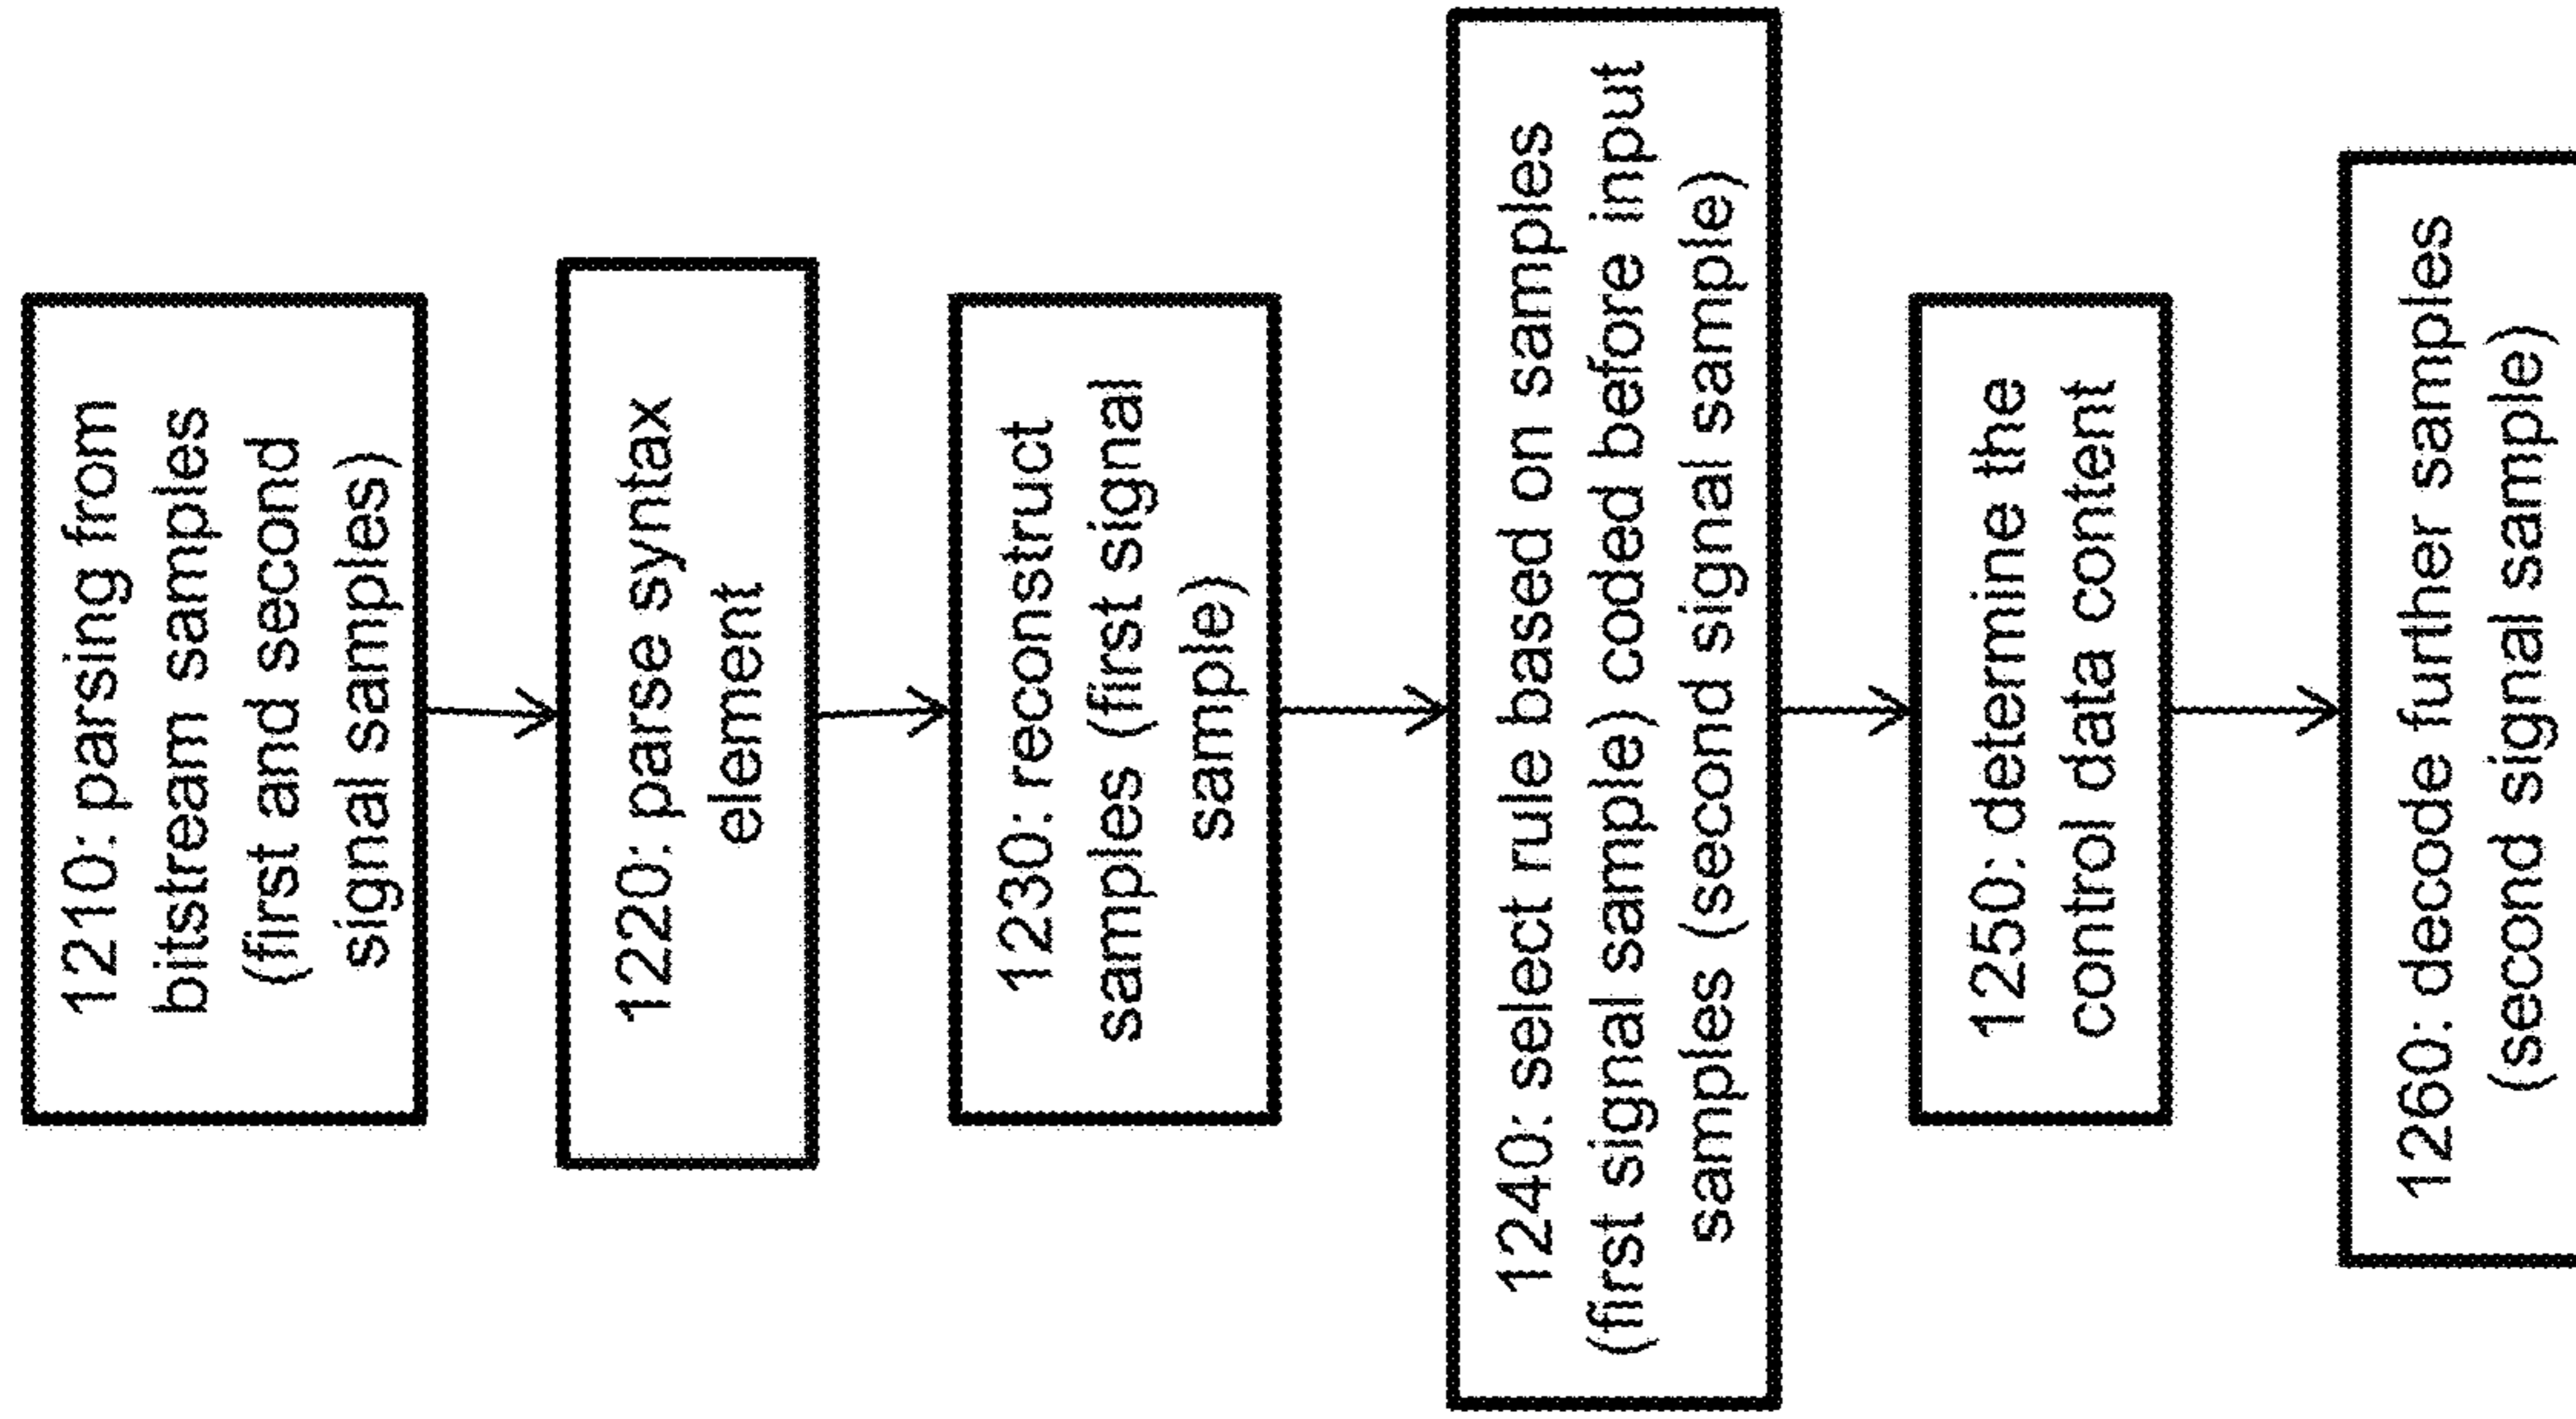 1210: parsing from
bitstream samples
(first and second
signal samples)
1220: parse syntax
element
1230: reconstruct
samples (first signal
sample)
1240: select rule based on samples
(first signal sample) coded before input
samples (second signal sample)
1250: determine the
control data content
1260: decode further samples
(second signal sample)